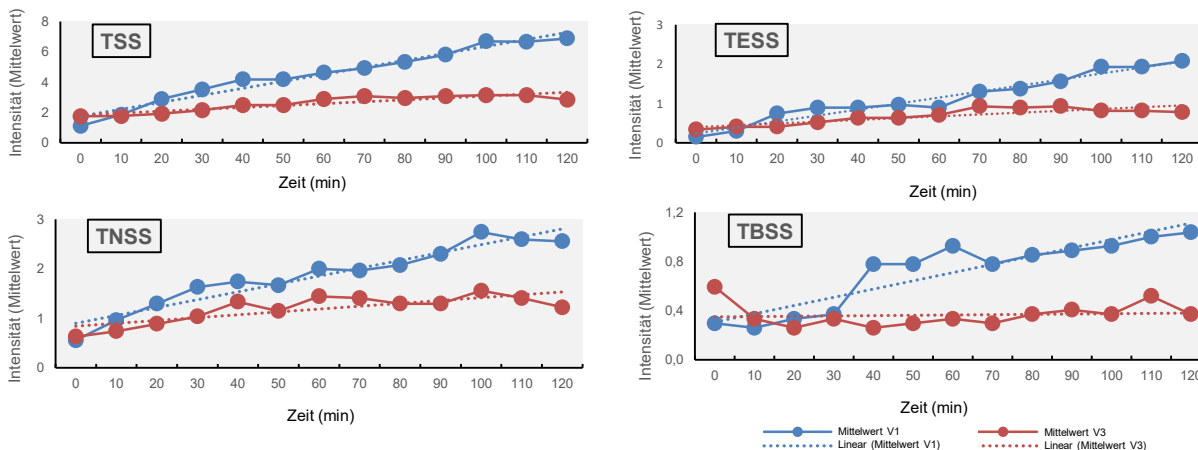 TSS
Intensität (Mittelwert)
8
6
4
2
0
0 10 20 30 40 50 60 70 80 90 100 110 120
Zeit (min)
TESS
Intensität (Mittelwert)
3
2
1
0
0 10 20 30 40 50 60 70 80 90 100 110 120
Zeit (min)
TNSS
Intensität (Mittelwert)
3
2
1
0
0 10 20 30 40 50 60 70 80 90 100 110 120
Zeit (min)
TBSS
Intensität (Mittelwert)
1,2
0,8
0,4
0,0
0 10 20 30 40 50 60 70 80 90 100 110 120
Zeit (min)
Mittelwert V1
Mittelwert V3
Linear (Mittelwert V1)
Linear (Mittelwert V3)